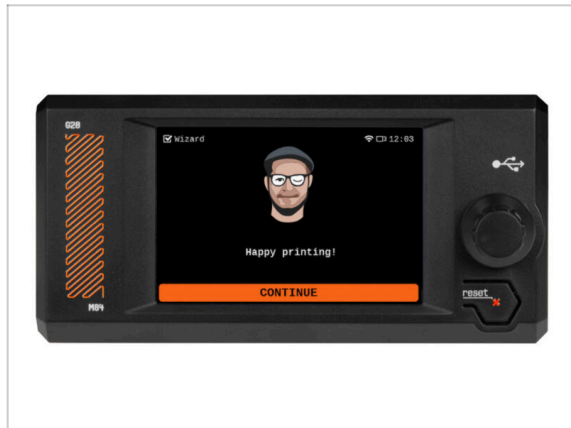 G28
Wizard
12:03
Happy printing!
CONTINUE
reset
M84